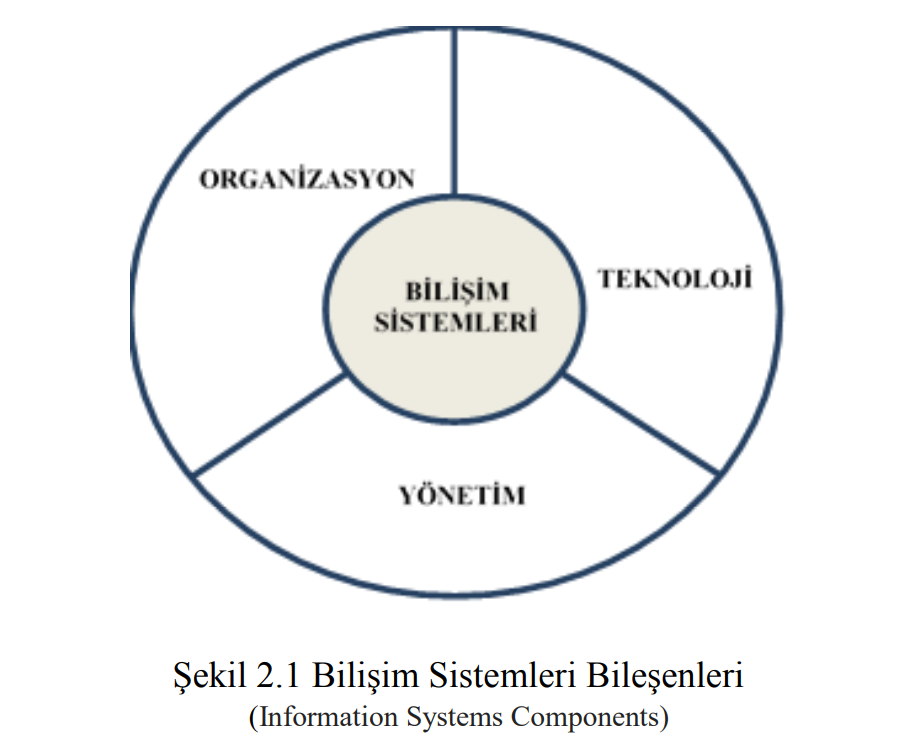 ORGANİZASYON
TEKNOLOJİ
BİLİŞİM
SİSTEMLERİ
YÖNETİM
Şekil 2.1 Bilişim Sistemleri Bileşenleri
(Information Systems Components)